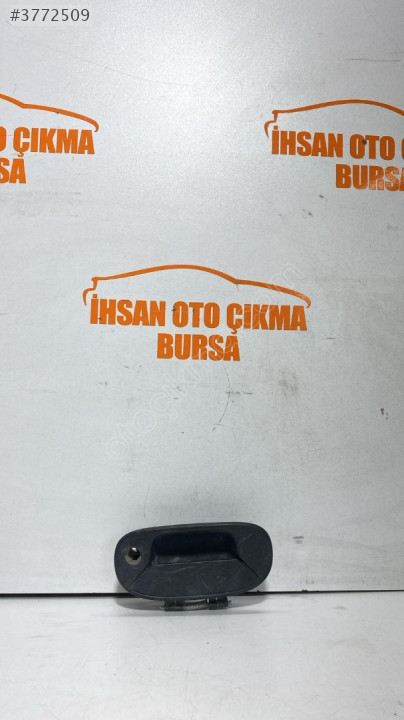 #3772509
O ÇIKMA
SA
İHSAN OTO Ç
BURSA
İHSAN OTO ÇIKMA
BURSA